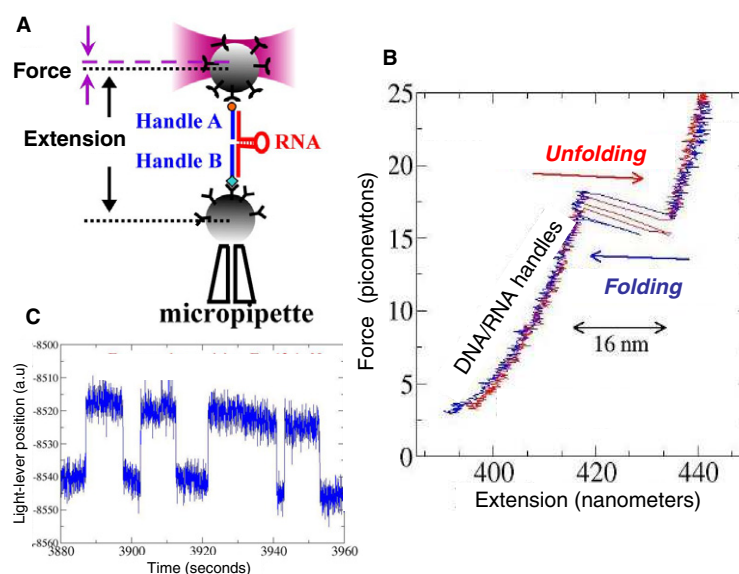 A
Force
Extension
Handle A
Handle B
RNA
micropipette
B
25
20
15
10
5
0
Force (piconewtons)
Unfolding
Folding
DNA/RNA handles
16 nm
400
420
440
Extension (nanometers)
C
-8500
-8510
-8520
-8530
-8540
-8550
-8560
Light-lever position (a.u)
3880
3900
3920
3940
3960
Time (seconds)